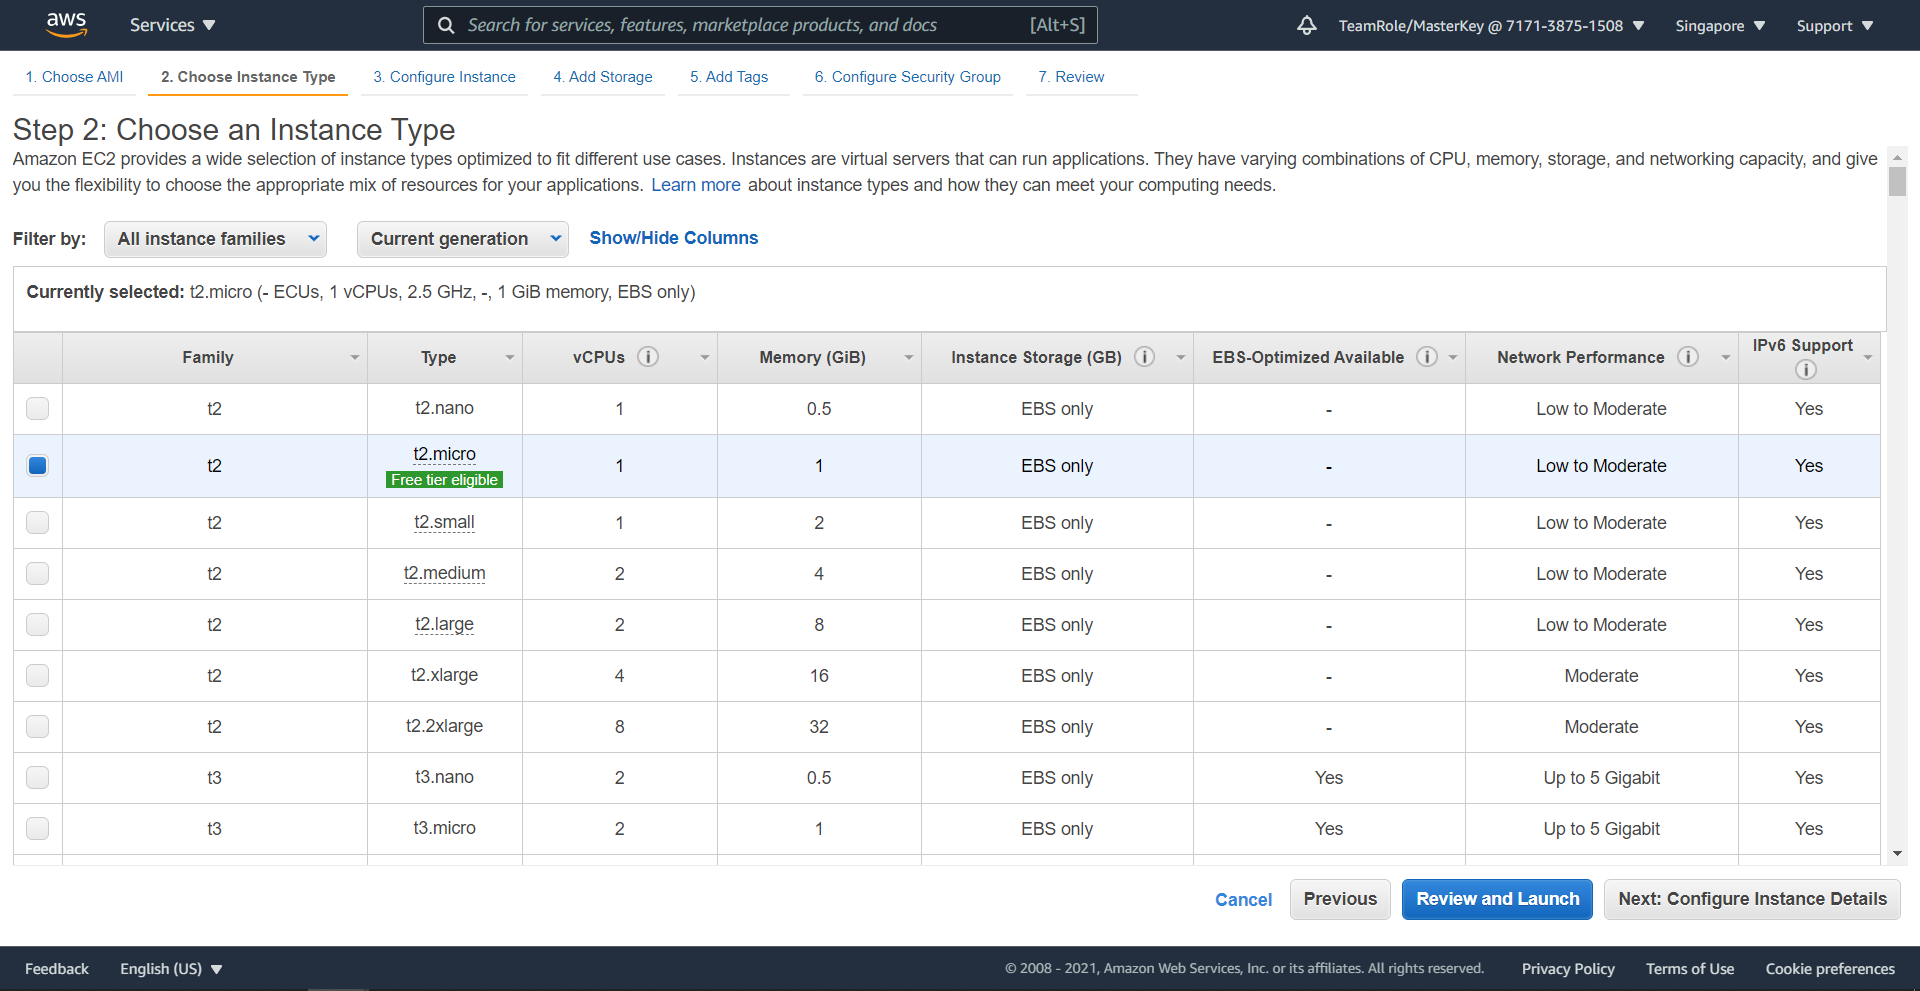 aws Services Search for services, features, marketplace products, and docs [Alt+S] TeamRole/MasterKey @ 7171-3875-1508 Singapore Support
1. Choose AMI 2. Choose Instance Type 3. Configure Instance 4. Add Storage 5. Add Tags 6. Configure Security Group 7. Review
Step 2: Choose an Instance Type
Amazon EC2 provides a wide selection of instance types optimized to fit different use cases. Instances are virtual servers that can run applications. They have varying combinations of CPU, memory, storage, and networking capacity, and give
you the flexibility to choose the appropriate mix of resources for your applications. Learn more about instance types and how they can meet your computing needs.
Filter by: All instance families Current generation Show/Hide Columns
Currently selected: t2.micro (- ECUs, 1 vCPUs, 2.5 GHz, -, 1 GiB memory, EBS only)
Family Type vCPUs i Memory (GiB) Instance Storage (GB) i EBS-Optimized Available i Network Performance i IPv6 Support i
t2 t2.nano 1 0.5 EBS only - Low to Moderate Yes
t2 t2.micro Free tier eligible 1 1 EBS only - Low to Moderate Yes
t2 t2.small 1 2 EBS only - Low to Moderate Yes
t2 t2.medium 2 4 EBS only - Low to Moderate Yes
t2 t2.large 2 8 EBS only - Low to Moderate Yes
t2 t2.xlarge 4 16 EBS only - Moderate Yes
t2 t2.2xlarge 8 32 EBS only - Moderate Yes
t3 t3.nano 2 0.5 EBS only Yes Up to 5 Gigabit Yes
t3 t3.micro 2 1 EBS only Yes Up to 5 Gigabit Yes
Cancel Previous Review and Launch Next: Configure Instance Details
Feedback English (US) © 2008 - 2021, Amazon Web Services, Inc. or its affiliates. All rights reserved. Privacy Policy Terms of Use Cookie preferences